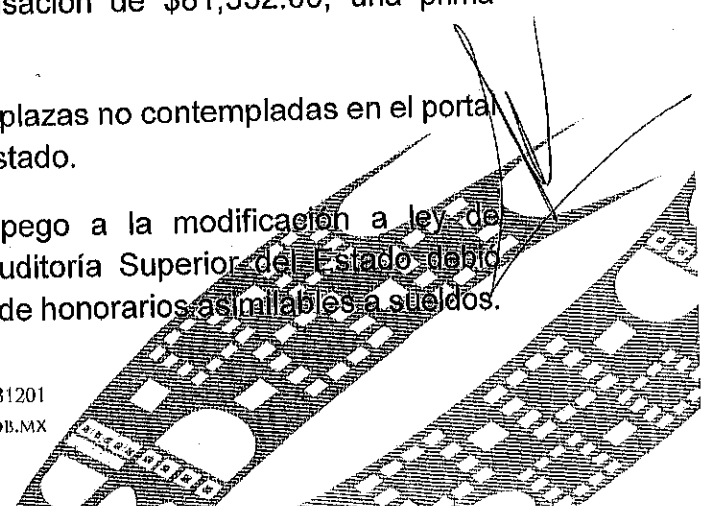 sación de $61,552.00, una prima
plazas no contempladas en el portal
stado.
pego a la modificación a ley de
uditoría Superior del Estado debió
de honorarios asimilables a sueldos.
31201
OB.MX